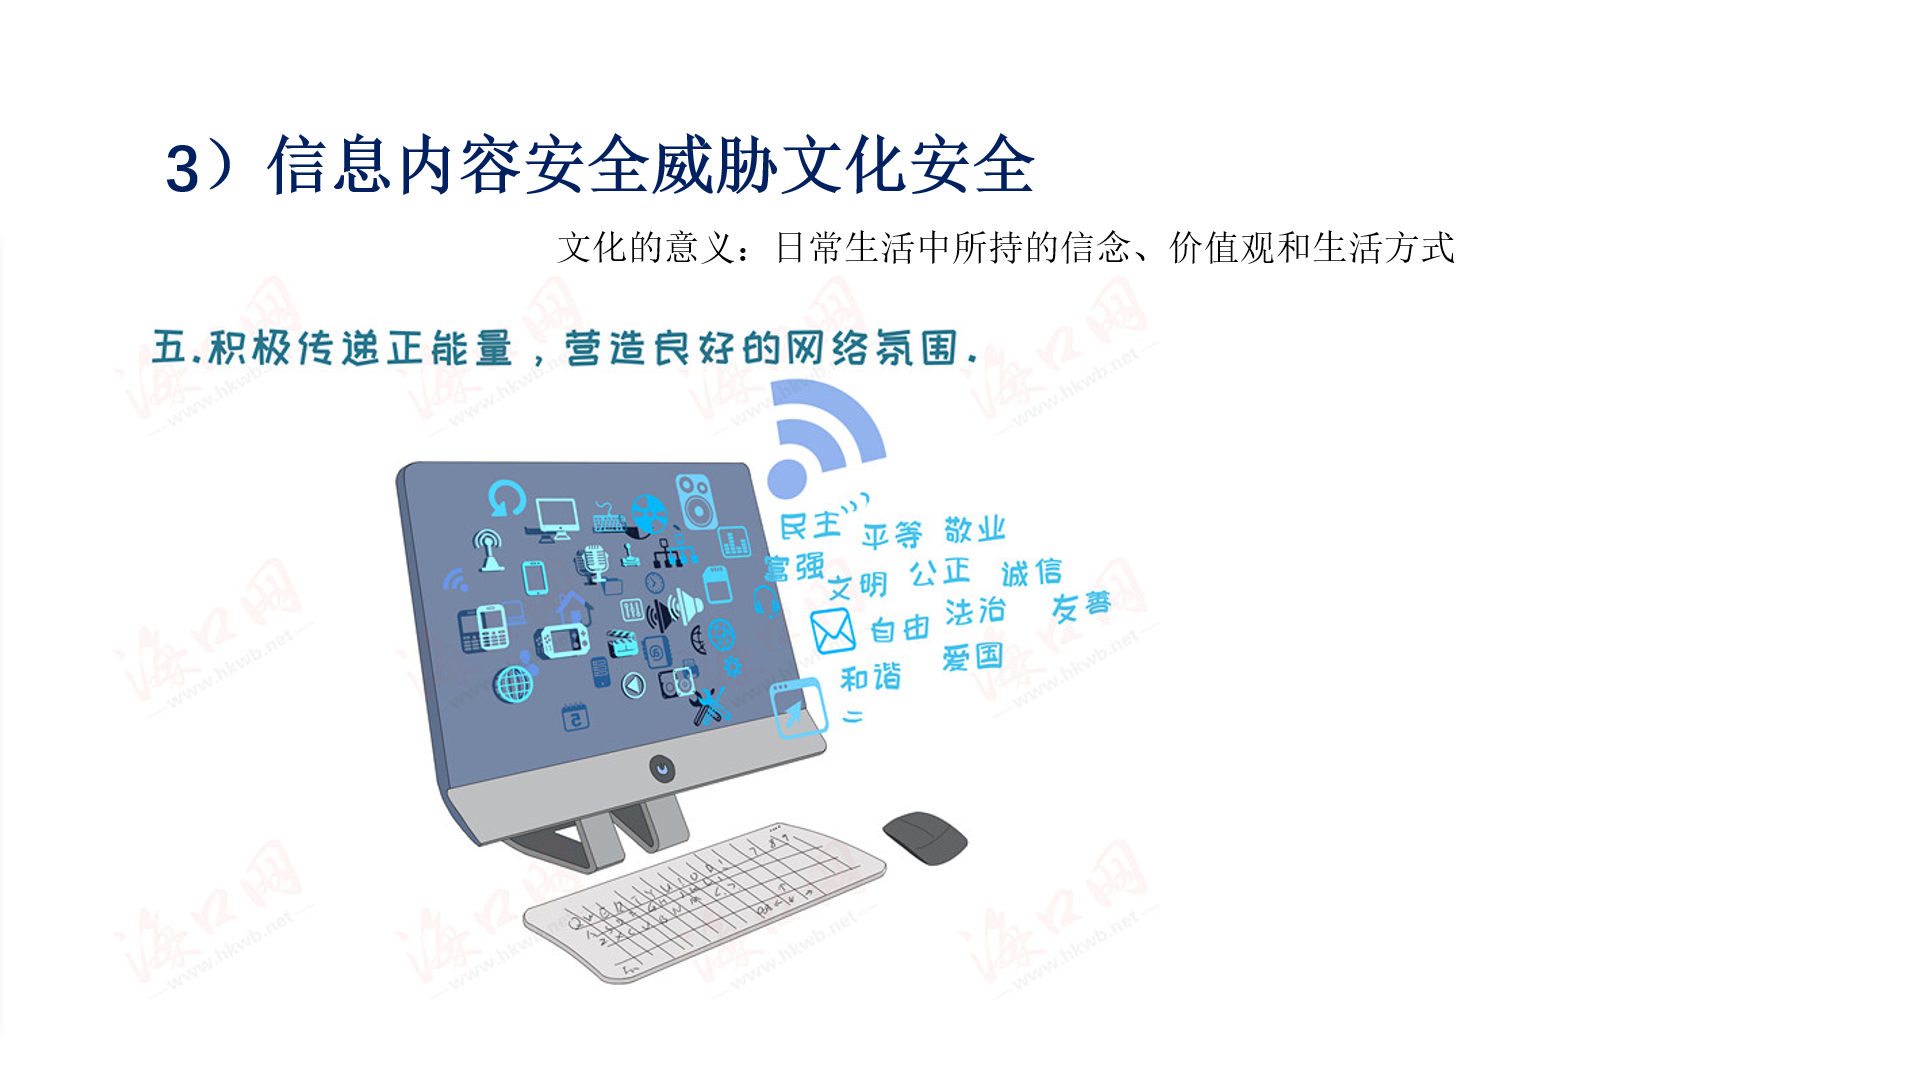 3）信息内容安全威胁文化安全
文化的意义：日常生活中所持的信念、价值观和生活方式
五.积极传递正能量，营造良好的网络氛围.
民主 平等 敬业
富强 文明 公正 诚信
自由 法治 友善
和谐 爱国
海口网
www.hkwb.net